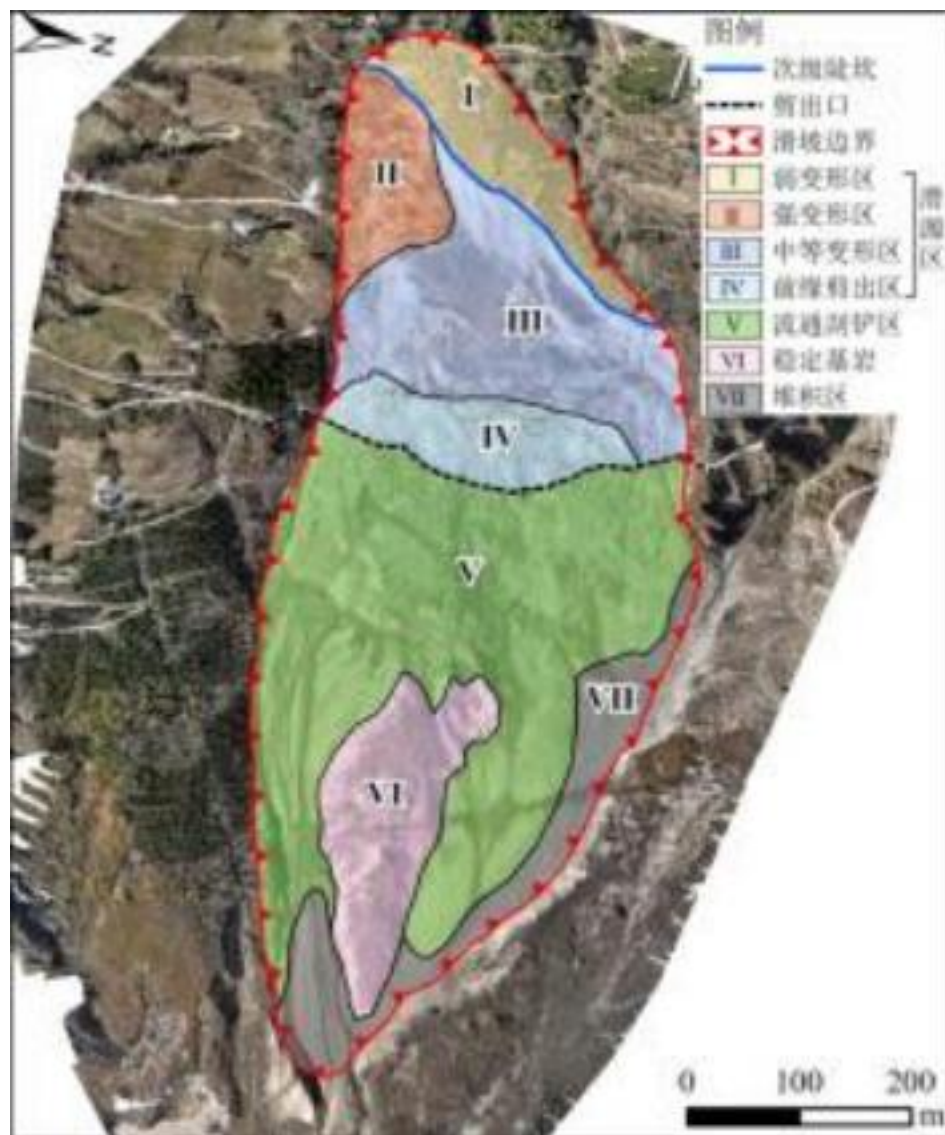 N
图例
次级陡坎
剪出口
滑坡边界
I 弱变形区
II 强变形区
III 中等变形区
IV 前缘剪出区
滑源区
V 流通刮铲区
VI 稳定基岩
VII 堆积区
I
II
III
IV
V
VI
VII
0 100 200
m